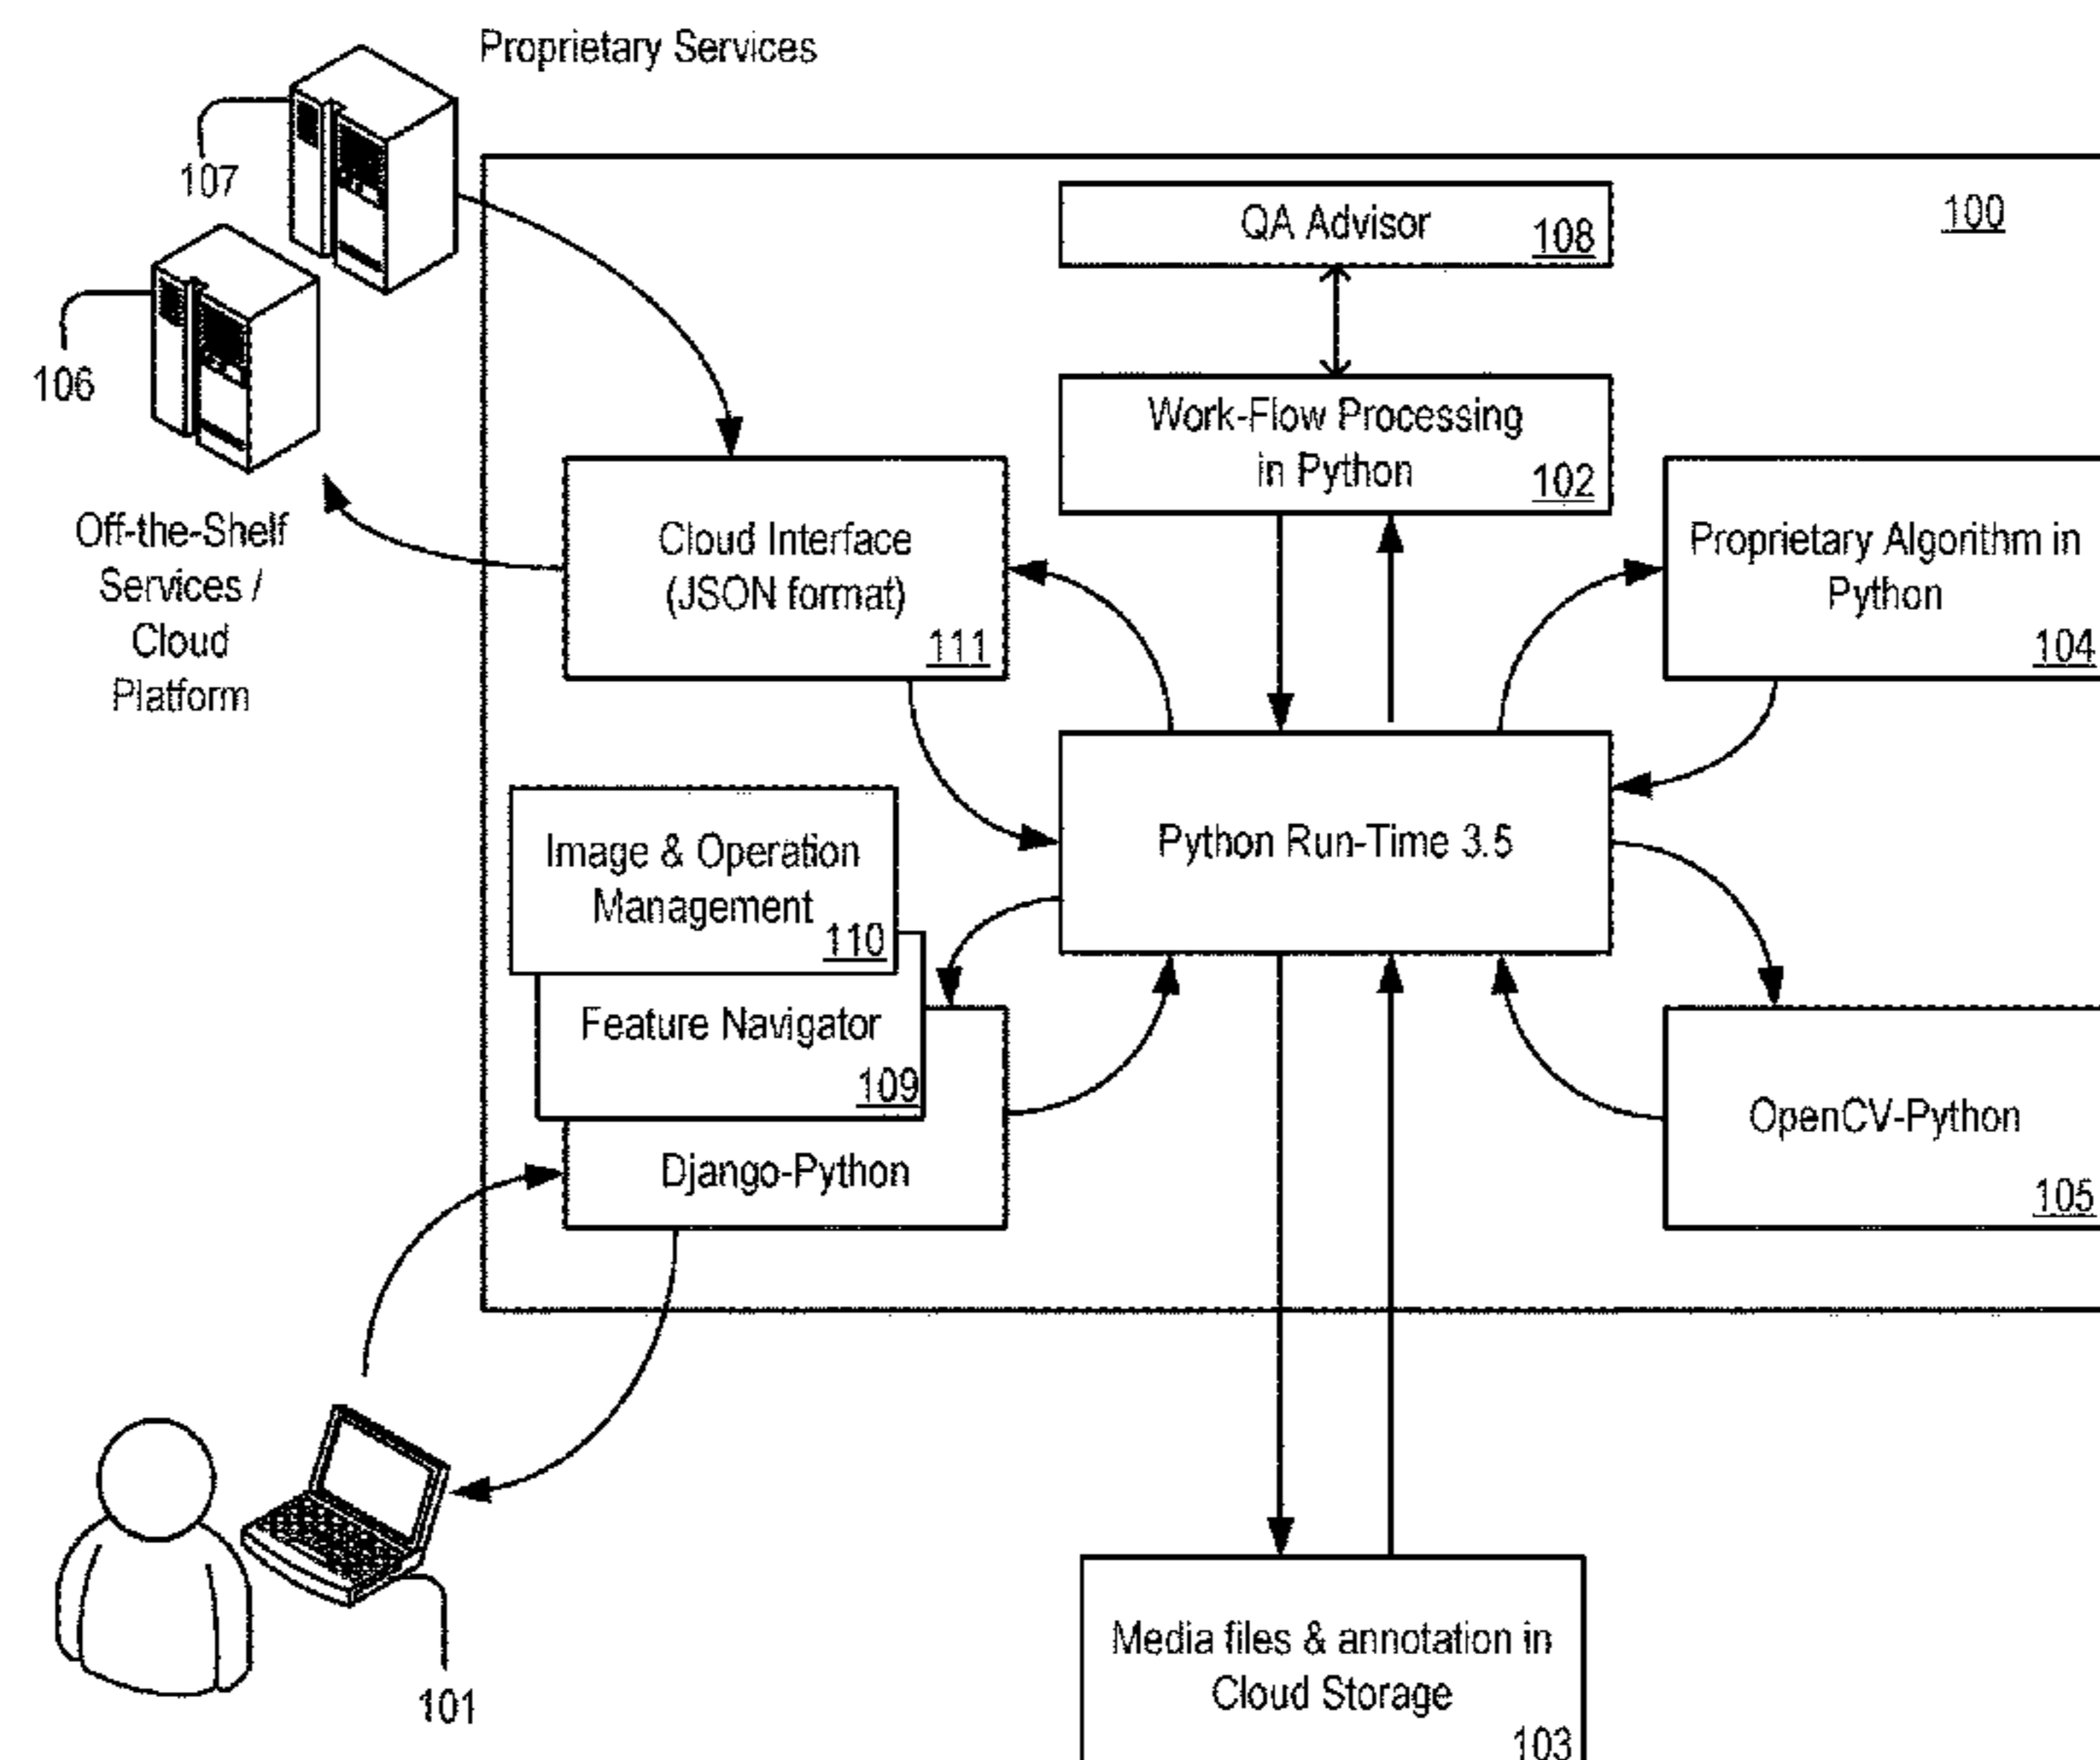 Proprietary Services
107
106
Off-the-Shelf
Services /
Cloud
Platform
100
QA Advisor
108
Work-Flow Processing
in Python
102
Cloud Interface
(JSON format)
111
Proprietary Algorithm in
Python
104
Python Run-Time 3.5
Image & Operation
Management
110
Feature Navigator
109
Django-Python
OpenCV-Python
105
101
Media files & annotation in
Cloud Storage
103